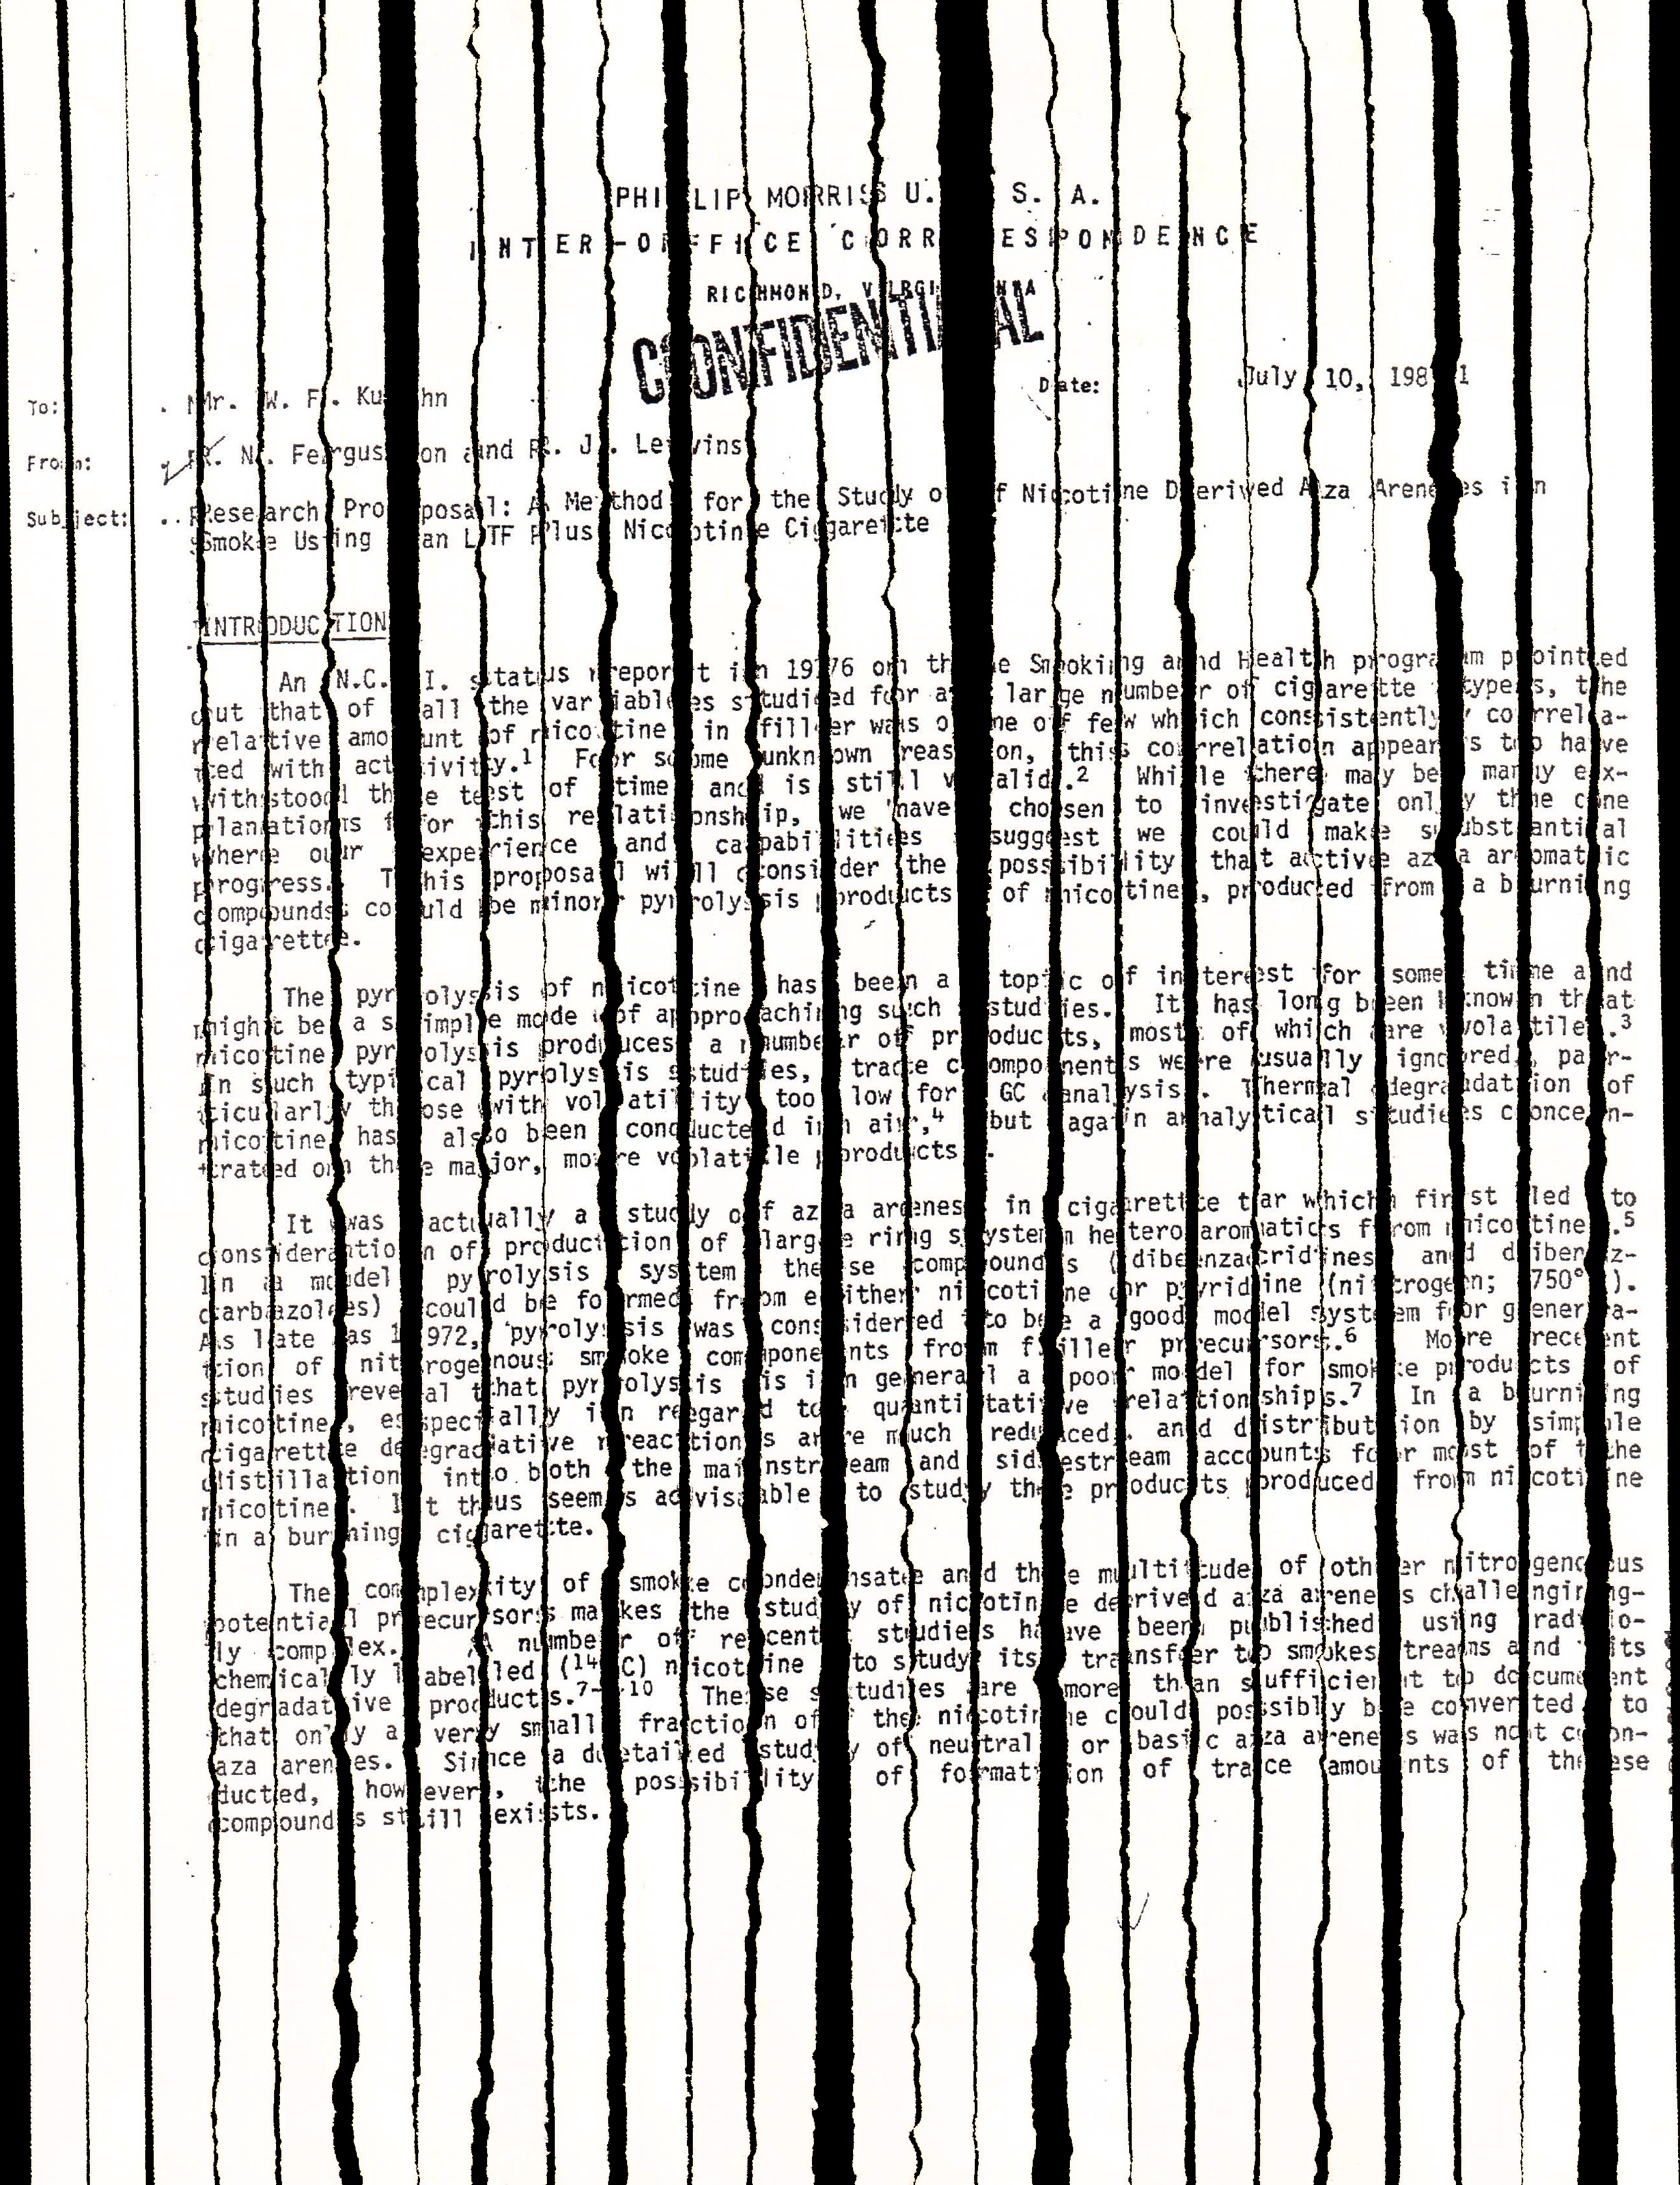 PHILLIP MORRIS U. S. A.
INTER-OFFICE CORRESPONDENCE
RICHMOND, VIRGINIA
CONFIDENTIAL
To: . Mr. W. F. Kuhn
Date: July 10, 1981
From: R. N. Ferguson and R. J. Levins
Subject: .. Research Proposal: A Method for the Study of Nicotine Derived Aza Arenes in
Smoke Using an LTF Plus Nicotine Cigarette
INTRODUCTION
An N.C.I. status report in 1976 on the Smoking and Health program pointed
out that of all the variables studied for a large number of cigarette types, the
relative amount of nicotine in filler was one of few which consistently correla-
ted with activity.1 For some unknown reason, this correlation appears to have
withstood the test of time and is still valid.2 While there may be many ex-
planations for this relationship, we have chosen to investigate only the one
where our experience and capabilities suggest we could make substantial
progress. This proposal will consider the possibility that active aza aromatic
compounds could be minor pyrolysis products of nicotine, produced from a burning
cigarette.
The pyrolysis of nicotine has been a topic of interest for some time and
might be a simple mode of approaching such studies. It has long been known that
nicotine pyrolysis produces a number of products, most of which are volatile.3
In such typical pyrolysis studies, trace components were usually ignored, par-
ticularly those with volatility too low for GC analysis. Thermal degradation of
nicotine has also been conducted in air,4 but again analytical studies concen-
trated on the major, more volatile products.
It was actually a study of aza arenes in cigarette tar which first led to
consideration of production of large ring system heteroaromatics from nicotine.5
In a model pyrolysis system these compounds (dibenzacridines and dibenz-
carbazoles) could be formed from either nicotine or pyridine (nitrogen; 750°).
As late as 1972, pyrolysis was considered to be a good model system for genera-
tion of nitrogenous smoke components from filler precursors.6 More recent
studies reveal that pyrolysis is in general a poor model for smoke products of
nicotine, especially in regard to quantitative relationships.7 In a burning
cigarette degradative reactions are much reduced, and distribution by simple
distillation into both the mainstream and sidestream accounts for most of the
nicotine. It thus seems advisable to study the products produced from nicotine
in a burning cigarette.
The complexity of smoke condensate and the multitude of other nitrogenous
potential precursors makes the study of nicotine derived aza arenes challenging-
ly complex. A number of recent studies have been published using radio-
chemically labelled (14C) nicotine to study its transfer to smoke streams and its
degradative products.7-10 These studies are more than sufficient to document
that only a very small fraction of the nicotine could possibly be converted to
aza arenes. Since a detailed study of neutral or basic aza arenes was not con-
ducted, however, the possibility of formation of trace amounts of these
compounds still exists.